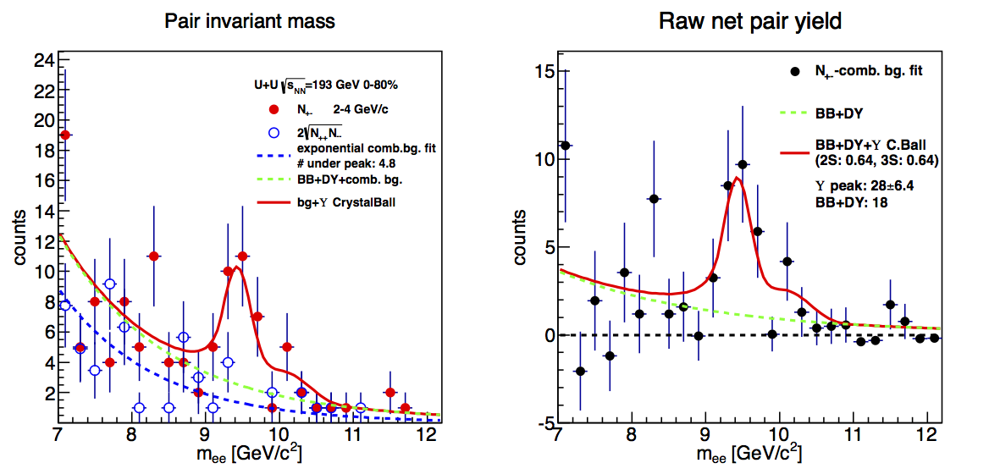 Pair invariant mass
counts
24
22
20
18
16
14
12
10
8
6
4
2
U+U √sNN=193 GeV 0-80%
N+- 2-4 GeV/c
2√N++N--
exponential comb.bg. fit
# under peak: 4.8
BB+DY+comb. bg.
bg+ϒ CrystalBall
7 8 9 10 11 12
mee [GeV/c²]
Raw net pair yield
counts
15
10
5
0
-5
N+--comb. bg. fit
BB+DY
BB+DY+ϒ C.Ball
(2S: 0.64, 3S: 0.64)
ϒ peak: 28±6.4
BB+DY: 18
7 8 9 10 11 12
mee [GeV/c²]